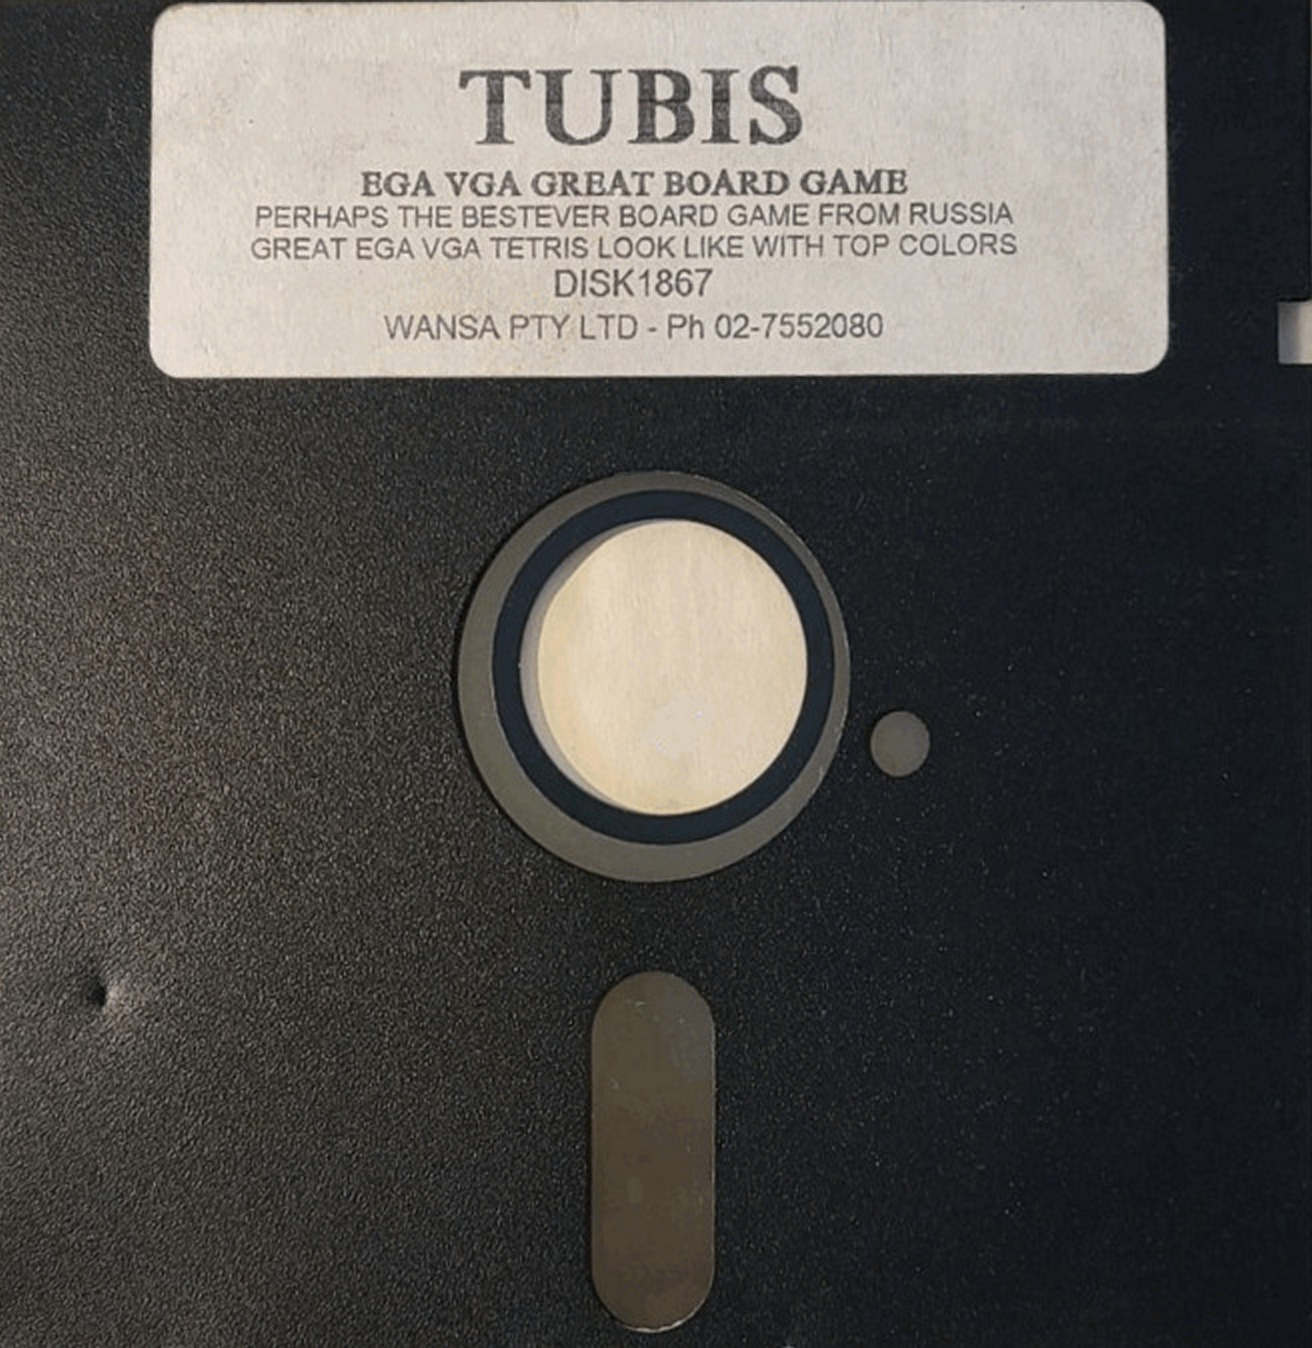 TUBIS
EGA VGA GREAT BOARD GAME
PERHAPS THE BESTEVER BOARD GAME FROM RUSSIA
GREAT EGA VGA TETRIS LOOK LIKE WITH TOP COLORS
DISK1867
WANSA PTY LTD - Ph 02-7552080